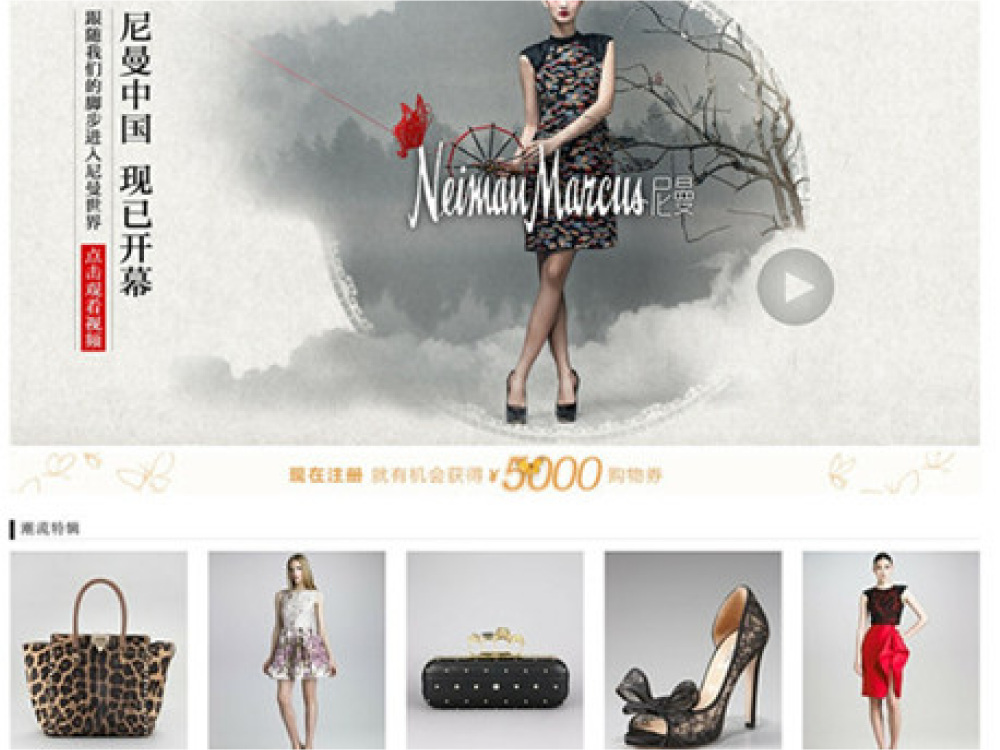 尼曼中国 现已开幕
跟随我们的脚步进入尼曼世界
点击观看视频
Neiman Marcus 尼曼
现在注册 就有机会获得 ¥5000 购物券
潮流特辑